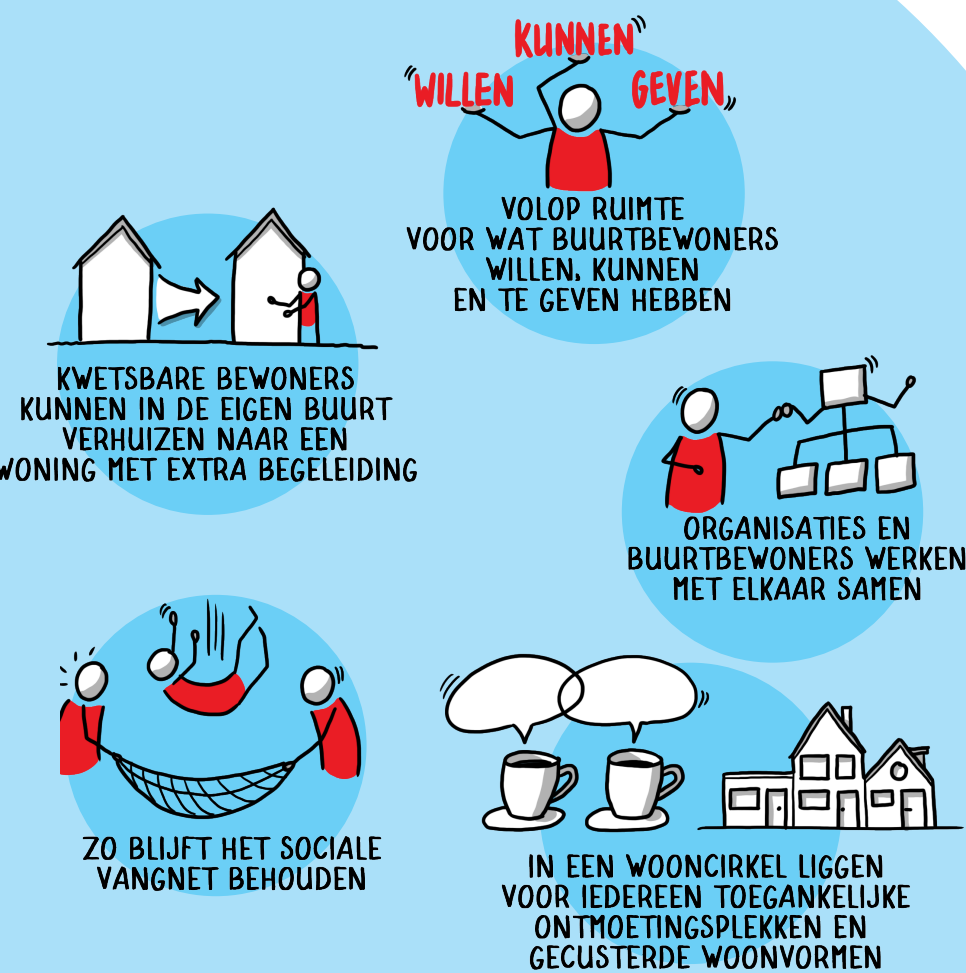 KUNNEN
WILLEN
GEVEN
VOLOP RUIMTE
VOOR WAT BUURTBEWONERS
WILLEN, KUNNEN
EN TE GEVEN HEBBEN
KWETSBARE BEWONERS
KUNNEN IN DE EIGEN BUURT
VERHUIZEN NAAR EEN
WONING MET EXTRA BEGELEIDING
ORGANISATIES EN
BUURTBEWONERS WERKEN
MET ELKAAR SAMEN
ZO BLIJFT HET SOCIALE
VANGNET BEHOUDEN
IN EEN WOONCIRKEL LIGGEN
VOOR IEDEREEN TOEGANKELIJKE
ONTMOETINGSPLEKKEN EN
GECUSTERDE WOONVORMEN